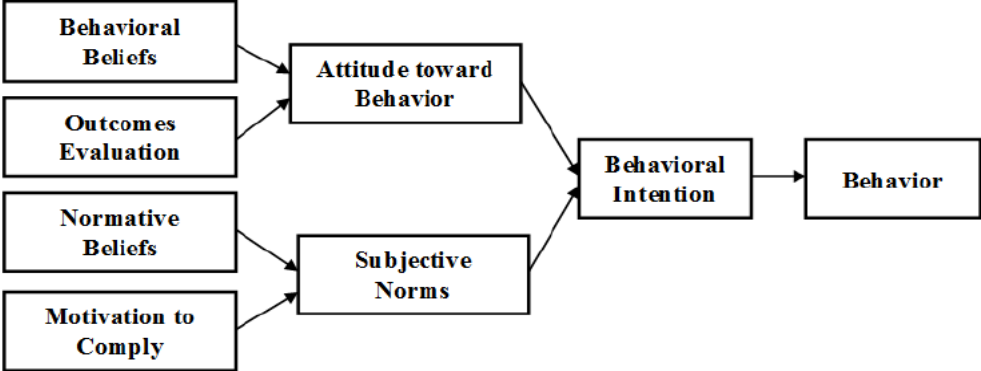 Behavioral
Beliefs
Outcomes
Evaluation
Normative
Beliefs
Motivation to
Comply
Attitude toward
Behavior
Subjective
Norms
Behavioral
Intention
Behavior